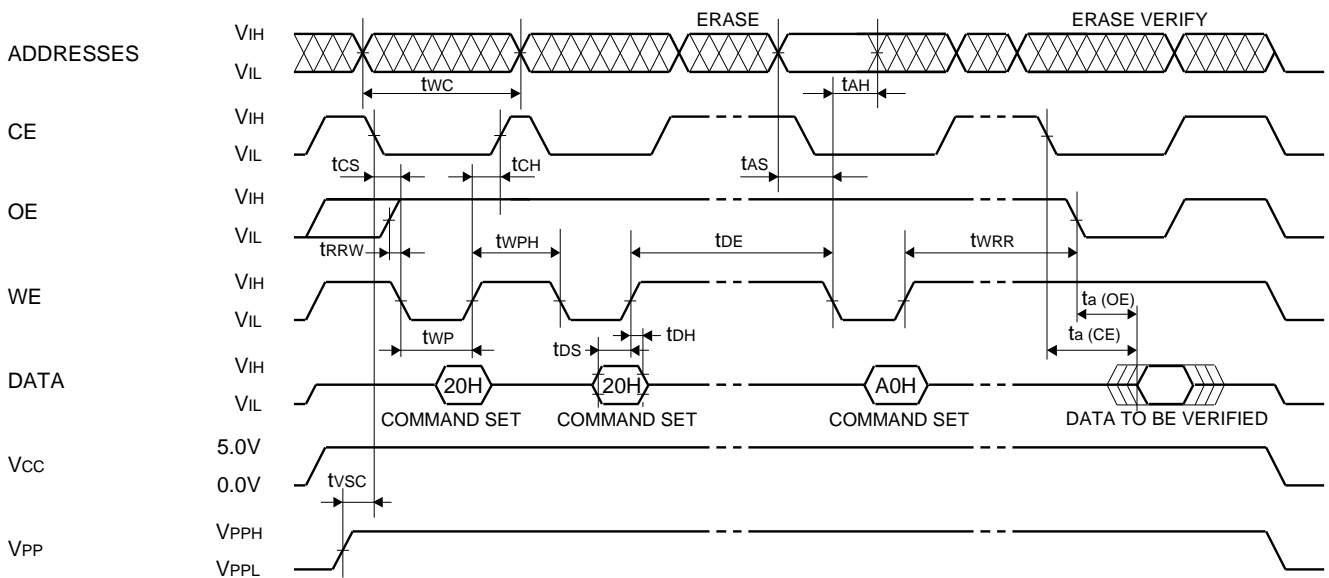 ERASE
ERASE VERIFY
ADDRESSES
VIH
VIL
tWC
tAH
CE
VIH
VIL
tCS
tCH
tAS
OE
VIH
VIL
tRRW
tWPH
tDE
tWRR
WE
VIH
VIL
tWP
tDS
tDH
ta (OE)
ta (CE)
DATA
VIH
VIL
20H
20H
A0H
COMMAND SET
COMMAND SET
COMMAND SET
DATA TO BE VERIFIED
VCC
5.0V
0.0V
tVSC
VPP
VPPH
VPPL